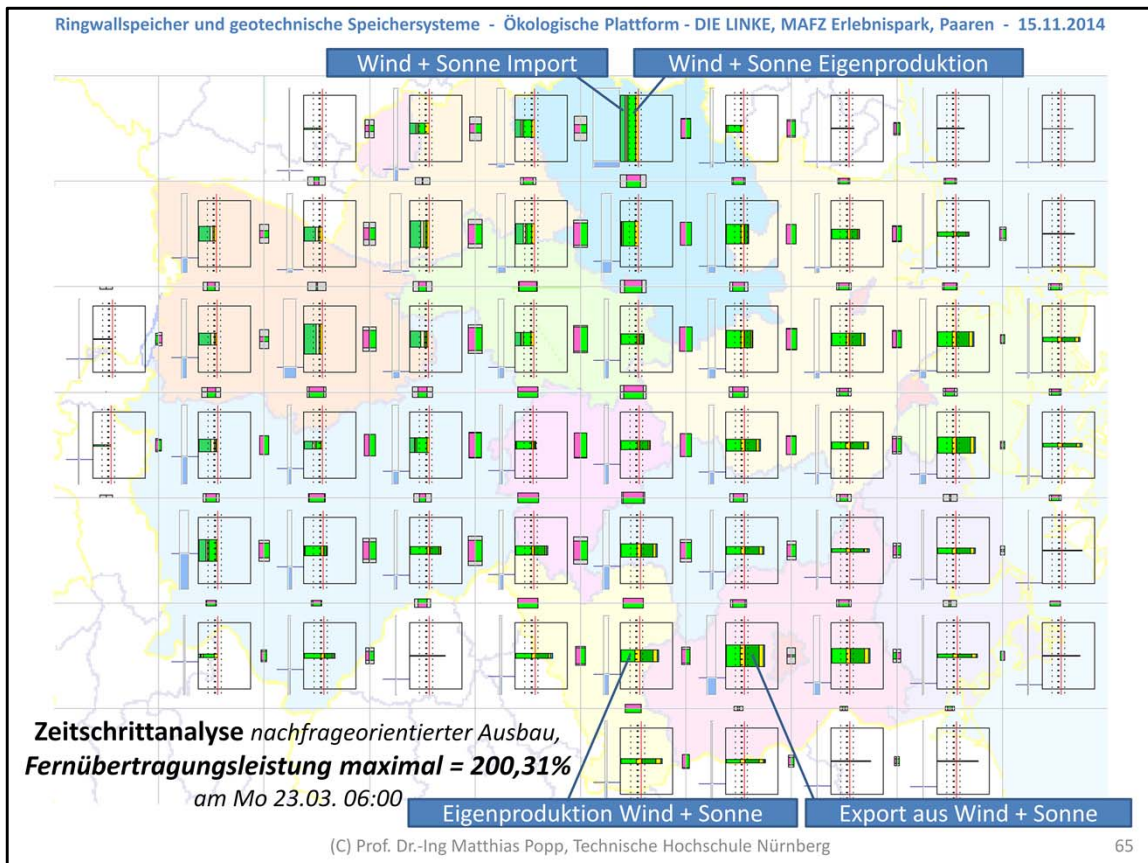 Ringwallspeicher und geotechnische Speichersysteme - Ökologische Plattform - DIE LINKE, MAFZ Erlebnispark, Paaren - 15.11.2014
Wind + Sonne Import
Wind + Sonne Eigenproduktion
Zeitschrittanalyse nachfrageorientierter Ausbau,
Fernübertragungsleistung maximal = 200,31%
am Mo 23.03. 06:00
Eigenproduktion Wind + Sonne
Export aus Wind + Sonne
(C) Prof. Dr.-Ing Matthias Popp, Technische Hochschule Nürnberg
65